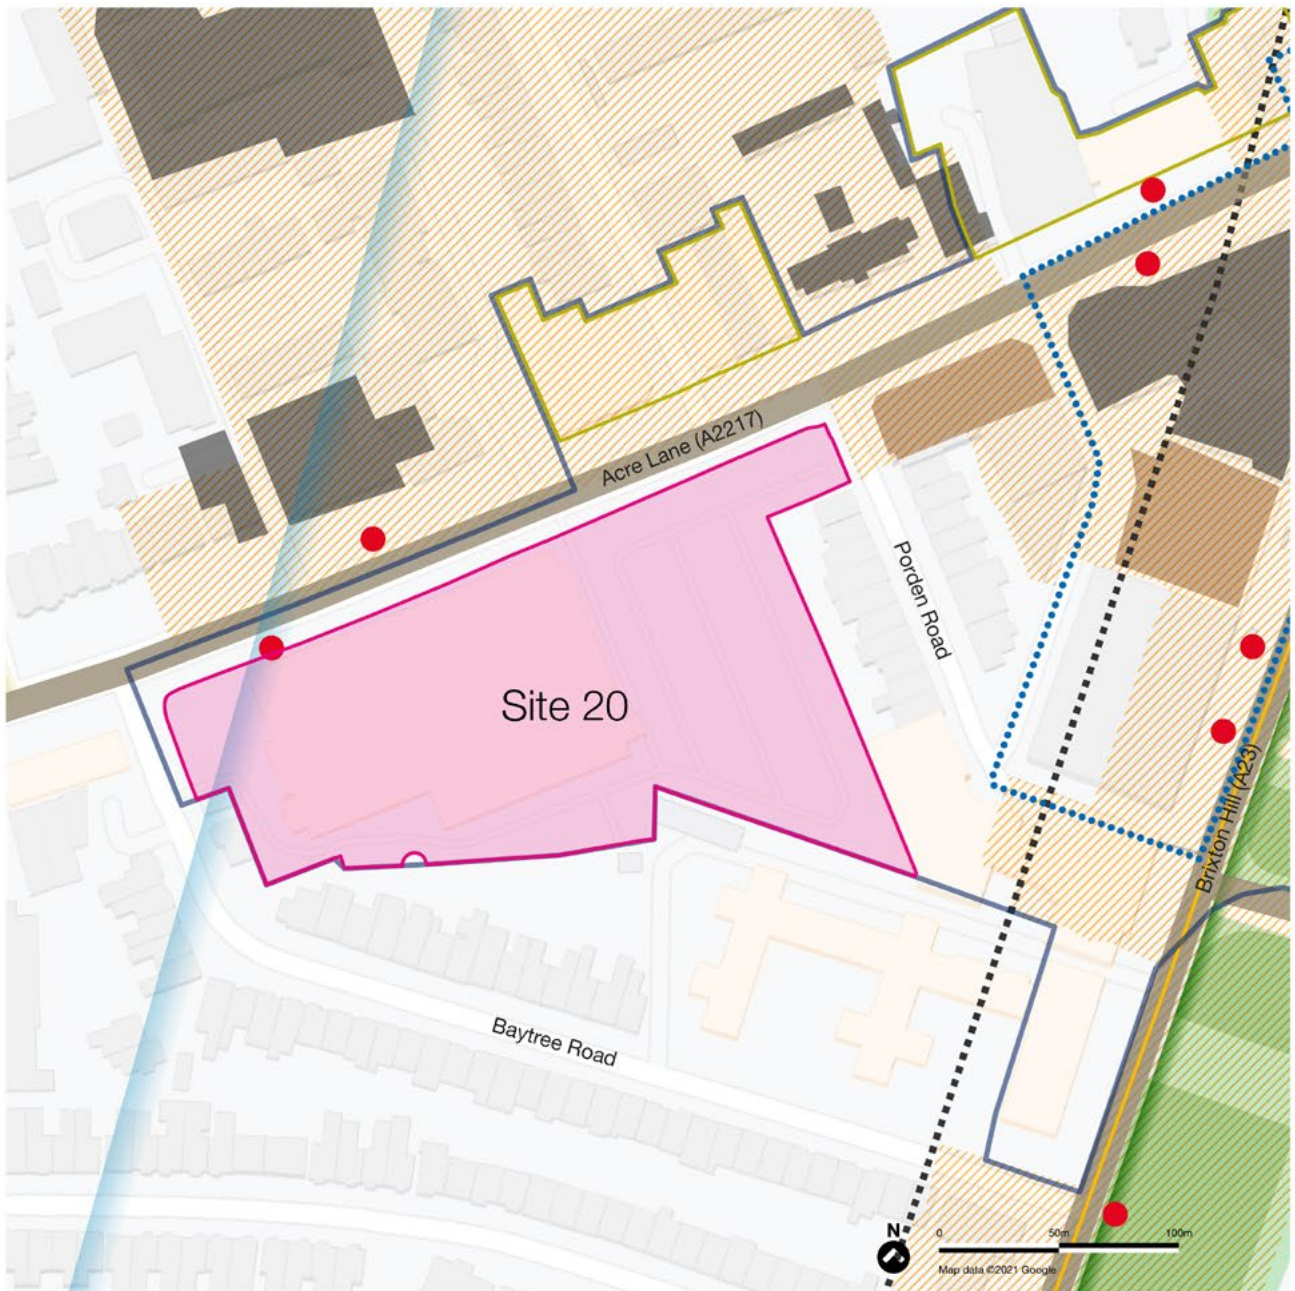 Acre Lane (A2217)
Porden Road
Site 20
Brixton Hill (A23)
Baytree Road
N
0 50m 100m
Map data ©2021 Google